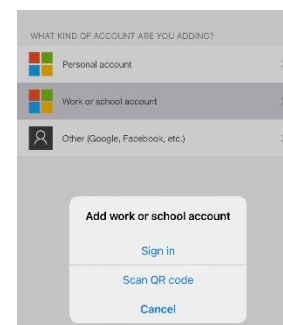 WHAT KIND OF ACCOUNT ARE YOU ADDING?
Personal account
Work or school account
Other (Google, Facebook, etc.)
Add work or school account
Sign in
Scan QR code
Cancel